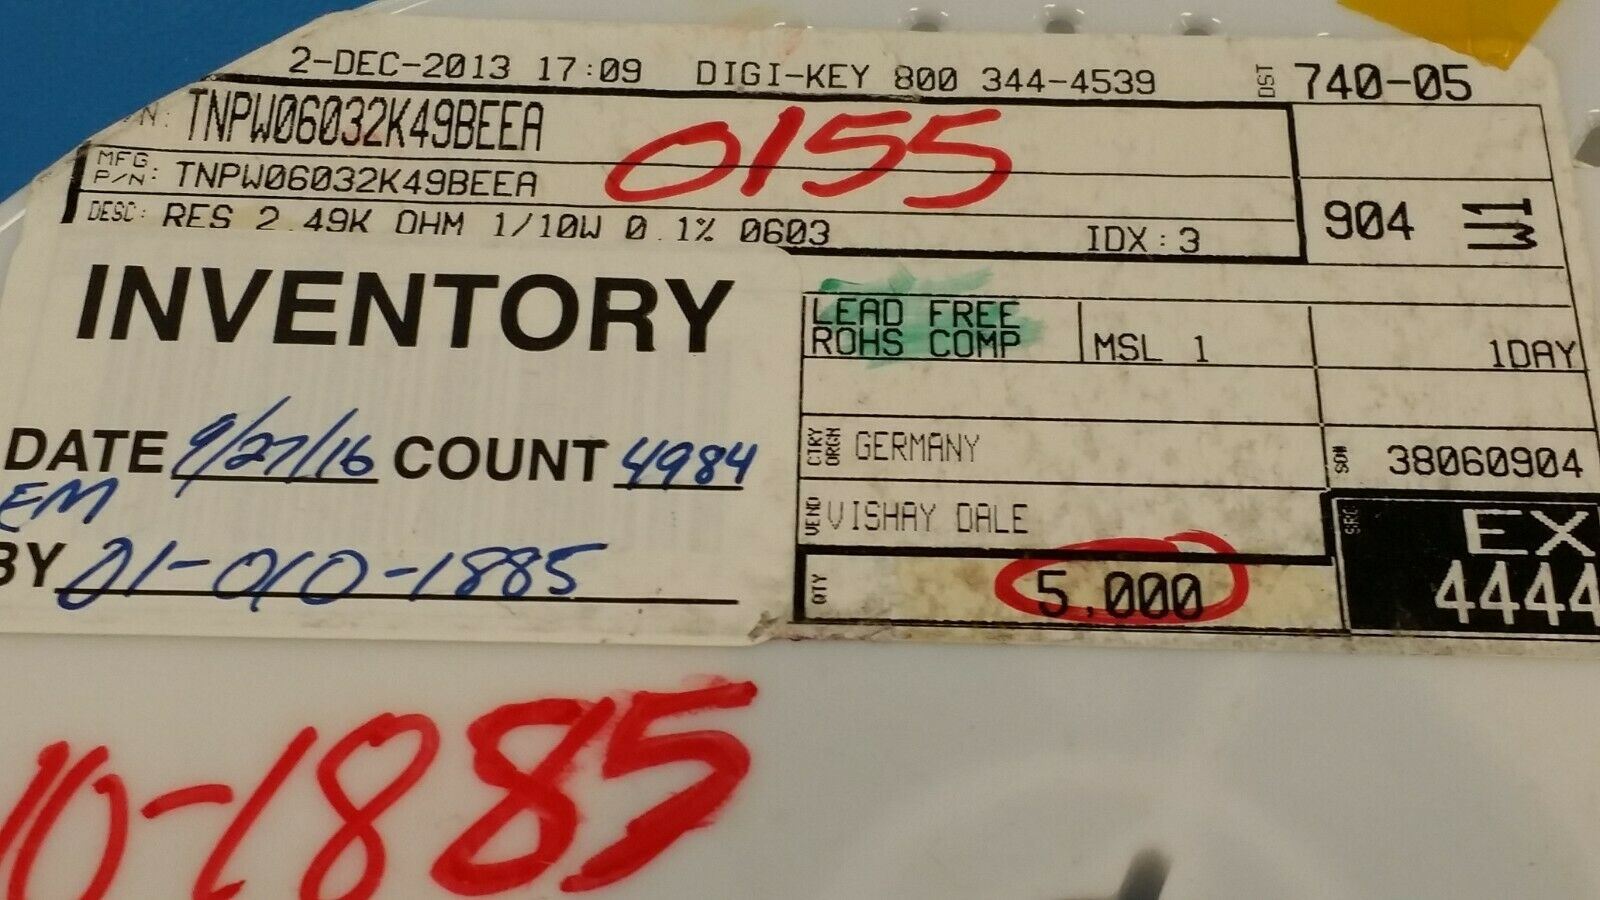 2-DEC-2013 17:09 DIGI-KEY 800 344-4539 DST 740-05
N: TNPW06032K49BEEA
0155
MFG P/N: TNPW06032K49BEEA
DESC: RES 2.49K OHM 1/10W 0.1% 0603 IDX:3
904
INVENTORY
LEAD FREE
ROHS COMP
MSL 1
1DAY
DATE 9/27/16 COUNT 4984
EM
BY 01-010-1885
CTRY ORGN GERMANY
SON 38060904
VEND VISHAY DALE
QTY 5,000
SRC EX
4444
10-1885